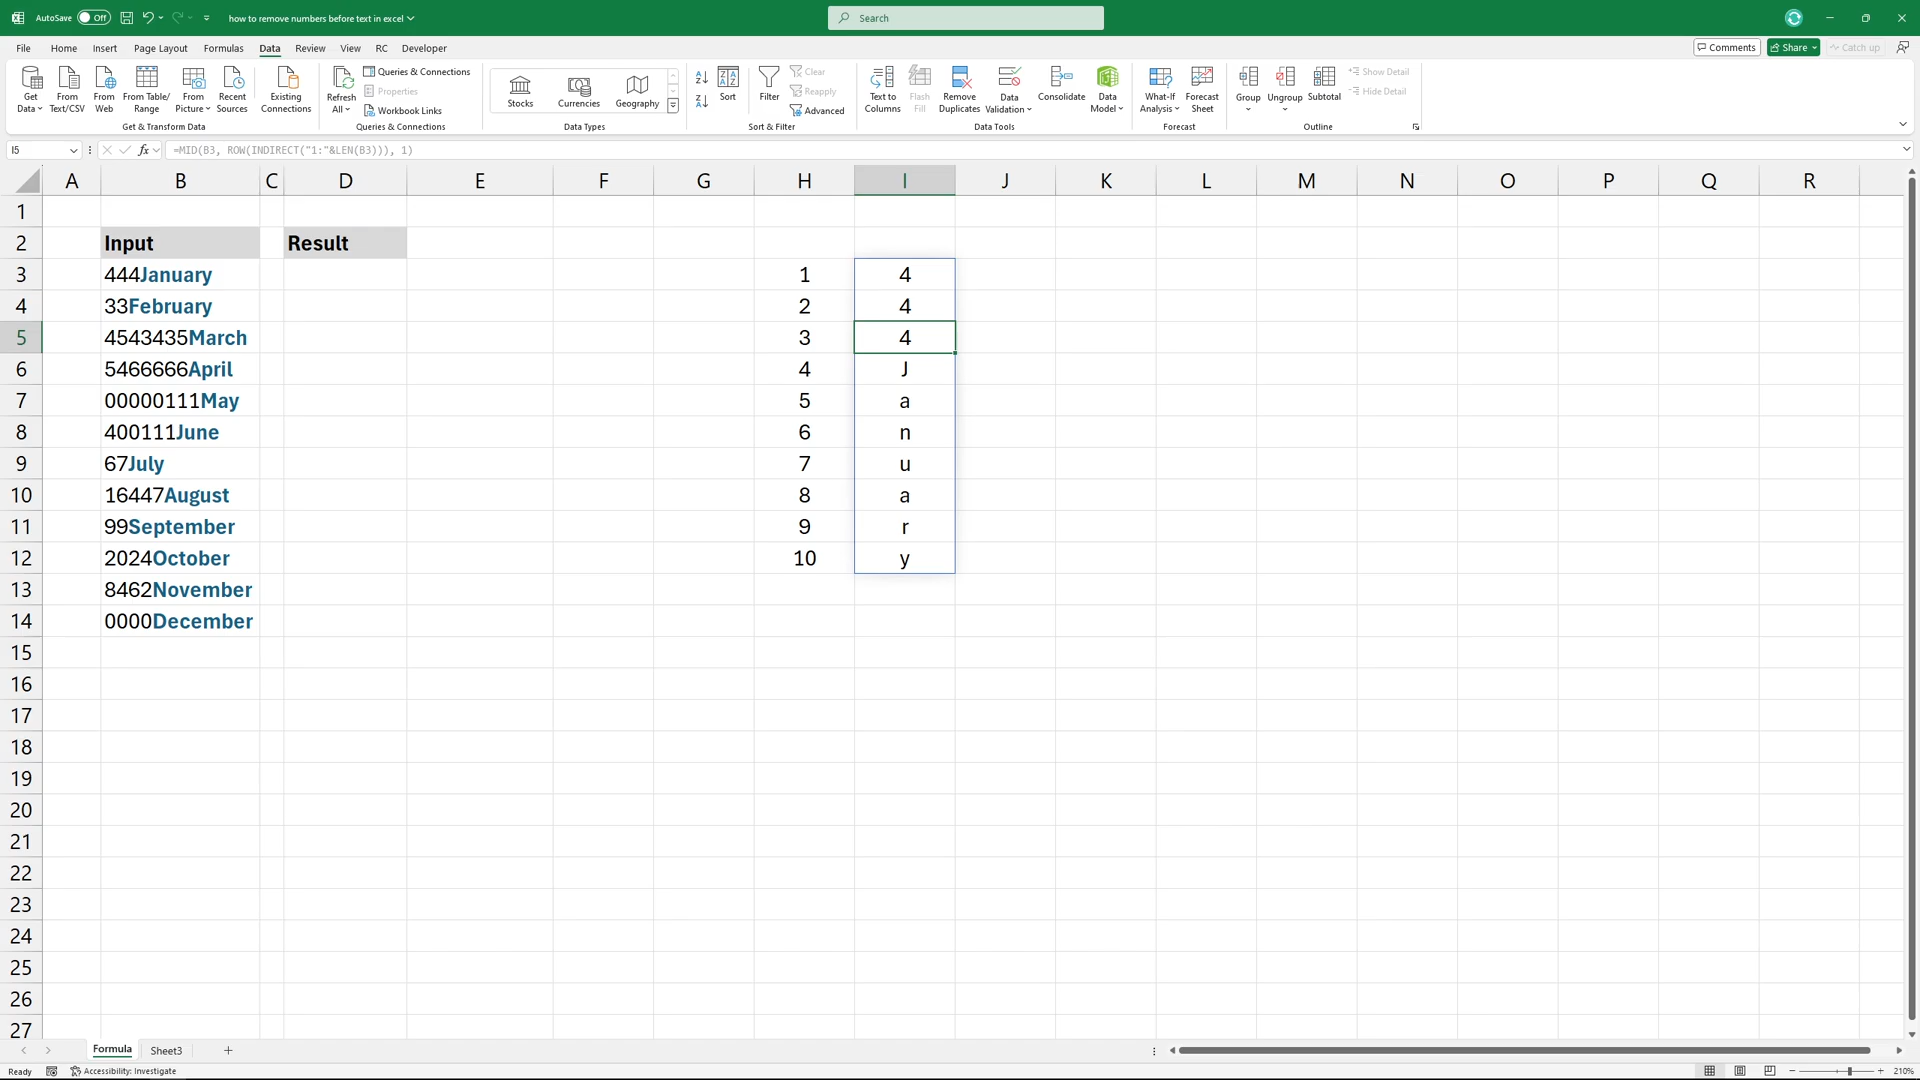 AutoSave Off how to remove numbers before text in excel Search
File Home Insert Page Layout Formulas Data Review View RC Developer Comments Share Catch up
Get Data From Text/CSV From Web From Table/ Range From Picture Recent Sources Existing Connections
Get & Transform Data
Refresh All Queries & Connections Properties Workbook Links
Queries & Connections
Stocks Currencies Geography
Data Types
Sort Filter Clear Reapply Advanced
Sort & Filter
Text to Columns Flash Fill Remove Duplicates Data Validation Consolidate Data Model
Data Tools
What-If Analysis Forecast Sheet
Forecast
Group Ungroup Subtotal Show Detail Hide Detail
Outline
I5 fx =MID(B3, ROW(INDIRECT("1:"&LEN(B3))), 1)
A B C D E F G H I J K L M N O P Q R
1
2 Input Result
3 444January 1 4
4 33February 2 4
5 4543435March 3 4
6 5466666April 4 J
7 00000111May 5 a
8 400111June 6 n
9 67July 7 u
10 16447August 8 a
11 99September 9 r
12 2024October 10 y
13 8462November
14 0000December
15
16
17
18
19
20
21
22
23
24
25
26
27
Formula Sheet3
Ready Accessibility: Investigate 210%